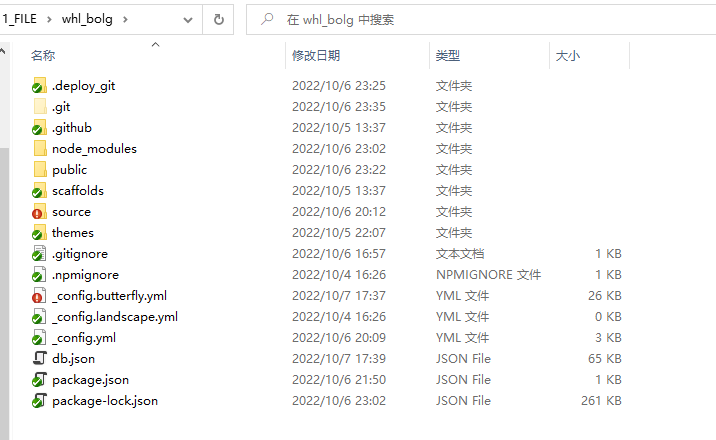 1_FILE > whl_bolg
在 whl_bolg 中搜索
名称 修改日期 类型 大小
.deploy_git 2022/10/6 23:25 文件夹
.git 2022/10/6 23:35 文件夹
.github 2022/10/5 13:37 文件夹
node_modules 2022/10/6 23:02 文件夹
public 2022/10/6 23:22 文件夹
scaffolds 2022/10/5 13:37 文件夹
source 2022/10/6 20:12 文件夹
themes 2022/10/5 22:07 文件夹
.gitignore 2022/10/6 16:57 文本文档 1 KB
.npmignore 2022/10/4 16:26 NPMIGNORE 文件 1 KB
_config.butterfly.yml 2022/10/7 17:37 YML 文件 26 KB
_config.landscape.yml 2022/10/4 16:26 YML 文件 0 KB
_config.yml 2022/10/6 20:09 YML 文件 3 KB
db.json 2022/10/7 17:39 JSON File 65 KB
package.json 2022/10/6 21:50 JSON File 1 KB
package-lock.json 2022/10/6 23:02 JSON File 261 KB